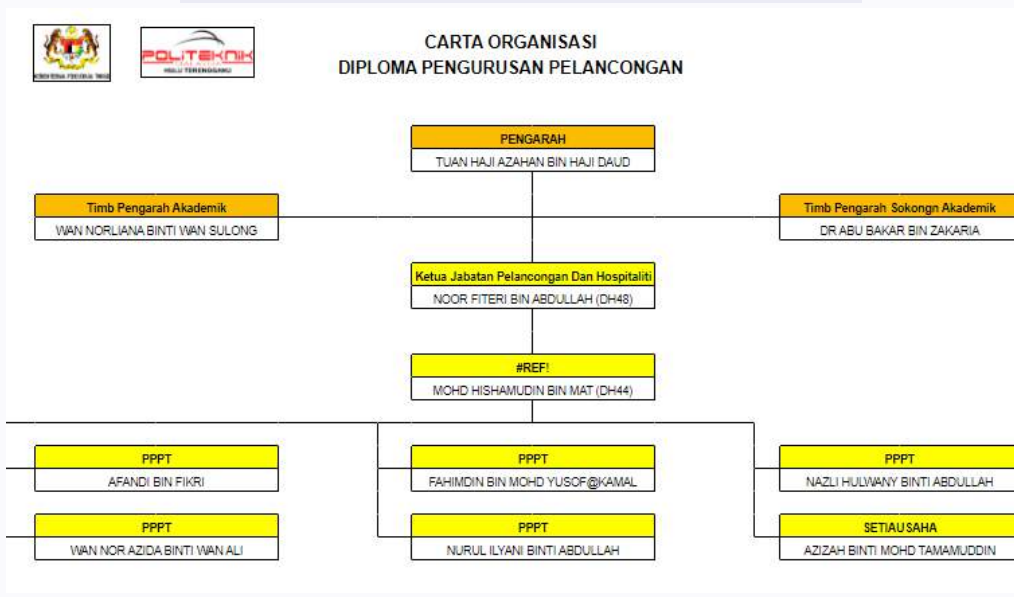 POLITEKNIK
HULU TERENGGANU
CARTA ORGANISASI
DIPLOMA PENGURUSAN PELANCONGAN
PENGARAH
TUAN HAJI AZAHAN BIN HAJI DAUD
Timb Pengarah Akademik
WAN NORLIANA BINTI WAN SULONG
Timb Pengarah Sokongn Akademik
DR ABU BAKAR BIN ZAKARIA
Ketua Jabatan Pelancongan Dan Hospitaliti
NOOR FITERI BIN ABDULLAH (DH48)
#REF!
MOHD HISHAMUDIN BIN MAT (DH44)
PPPT
AFANDI BIN FIKRI
PPPT
FAHIMDIN BIN MOHD YUSOF@KAMAL
PPPT
NAZLI HULWANY BINTI ABDULLAH
PPPT
WAN NOR AZIDA BINTI WAN ALI
PPPT
NURUL ILYANI BINTI ABDULLAH
SETIAUSAHA
AZIZAH BINTI MOHD TAMAMUDDIN